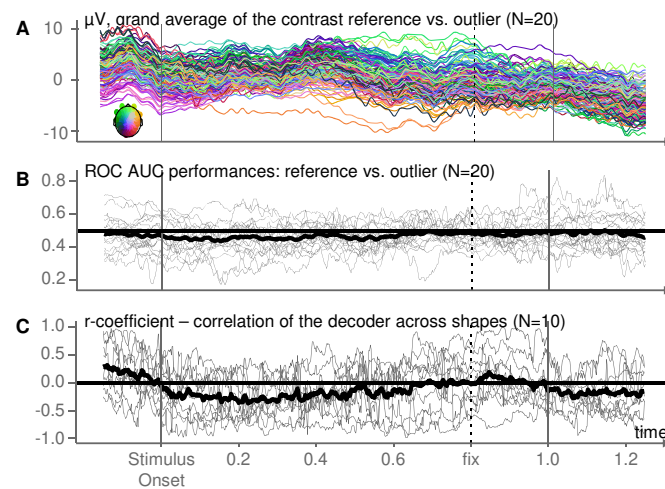 A
µV, grand average of the contrast reference vs. outlier (N=20)
10
0
-10
B
ROC AUC performances: reference vs. outlier (N=20)
0.8
0.6
0.4
0.2
C
r-coefficient – correlation of the decoder across shapes (N=10)
1.0
0.5
0.0
-0.5
-1.0
time
Stimulus
Onset
0.2
0.4
0.6
fix
1.0
1.2